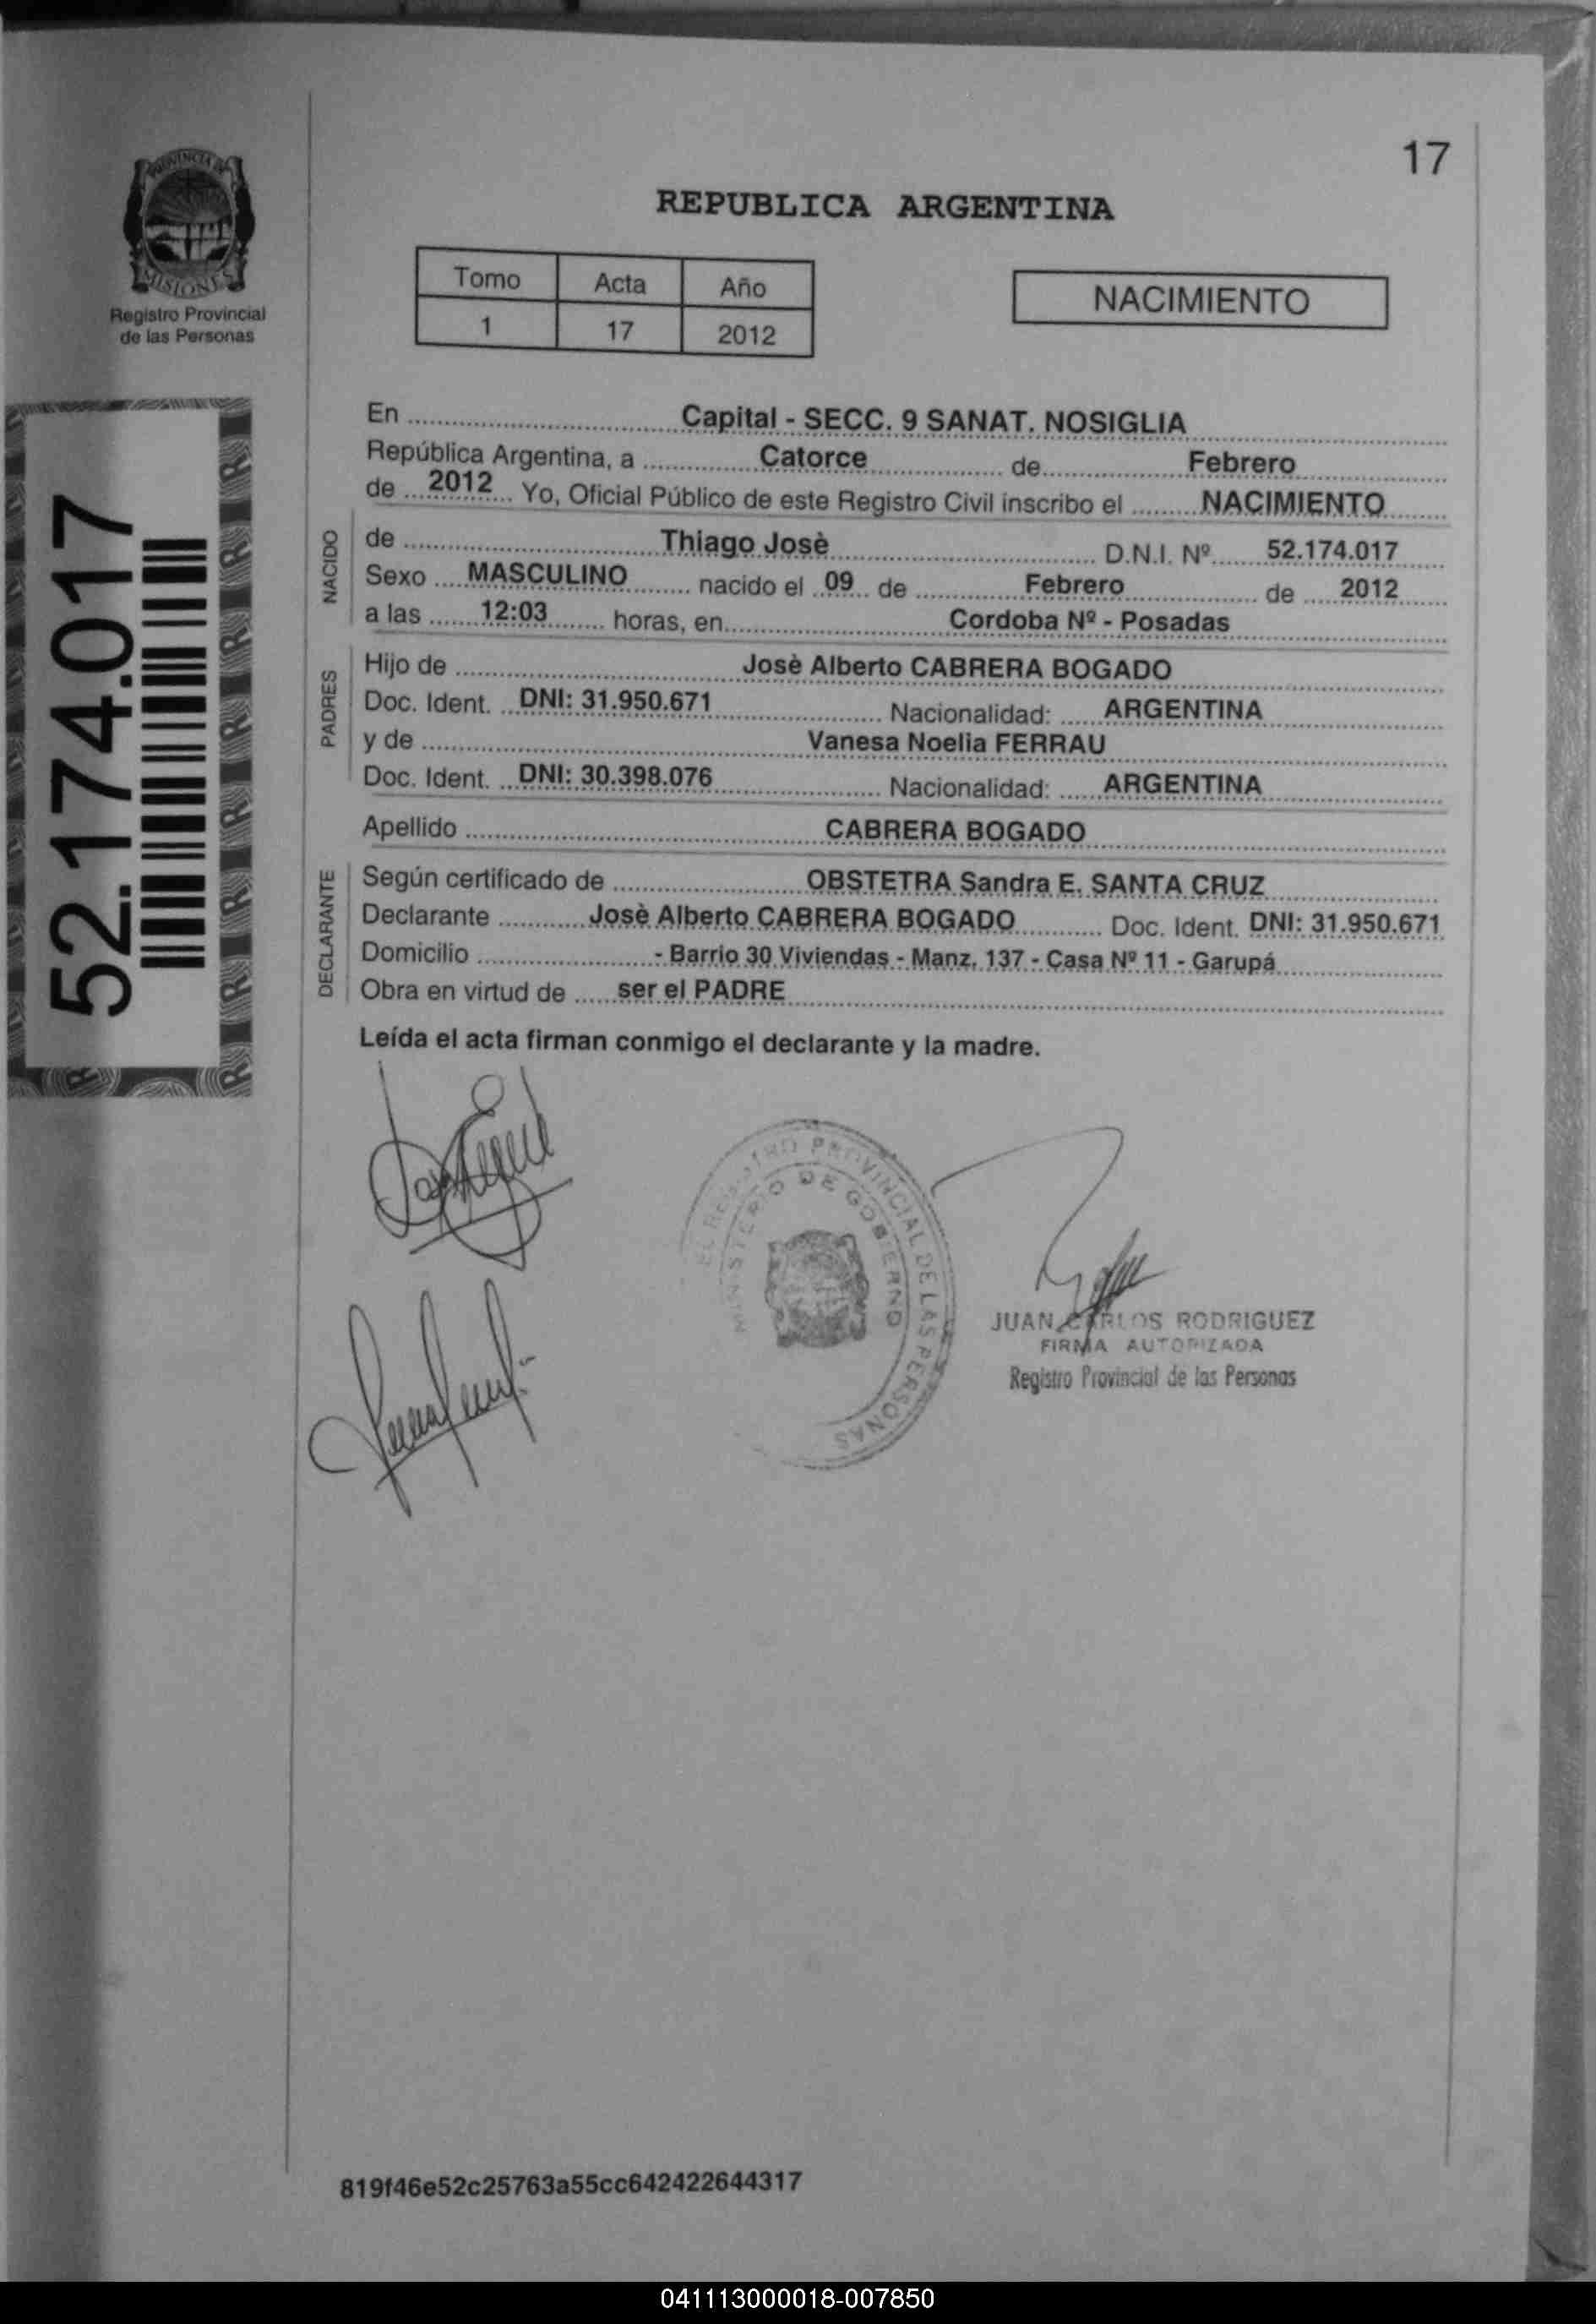 17
PROVINCIA DE
MISIONES
Registro Provincial
de las Personas
REPUBLICA ARGENTINA
Tomo Acta Año
1 17 2012
NACIMIENTO
52.174.017
En Capital - SECC. 9 SANAT. NOSIGLIA
República Argentina, a Catorce de Febrero
de 2012 Yo, Oficial Público de este Registro Civil inscribo el NACIMIENTO
NACIDO
de Thiago Josè D.N.I. Nº 52.174.017
Sexo MASCULINO nacido el 09 de Febrero de 2012
a las 12:03 horas, en Cordoba Nº - Posadas
PADRES
Hijo de Josè Alberto CABRERA BOGADO
Doc. Ident. DNI: 31.950.671 Nacionalidad: ARGENTINA
y de Vanesa Noelia FERRAU
Doc. Ident. DNI: 30.398.076 Nacionalidad: ARGENTINA
Apellido CABRERA BOGADO
DECLARANTE
Según certificado de OBSTETRA Sandra E. SANTA CRUZ
Declarante Josè Alberto CABRERA BOGADO Doc. Ident. DNI: 31.950.671
Domicilio - Barrio 30 Viviendas - Manz. 137 - Casa Nº 11 - Garupá
Obra en virtud de ser el PADRE
Leída el acta firman conmigo el declarante y la madre.
REGISTRO PROVINCIAL DE LAS PERSONAS
MINISTERIO DE GOBIERNO
JUAN CARLOS RODRIGUEZ
FIRMA AUTORIZADA
Registro Provincial de las Personas
819f46e52c25763a55cc642422644317
041113000018-007850